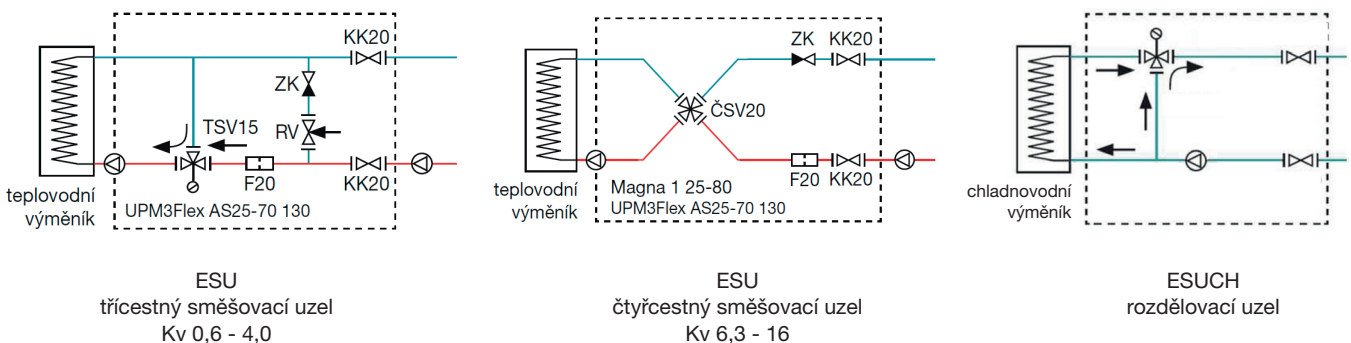 KK20
ZK
TSV15
RV
F20
KK20
teplovodní
výměník
UPM3Flex AS25-70 130
ESU
třícestný směšovací uzel
Kv 0,6 - 4,0
ZK KK20
ČSV20
F20 KK20
teplovodní
výměník
Magna 1 25-80
UPM3Flex AS25-70 130
ESU
čtyřcestný směšovací uzel
Kv 6,3 - 16
chladnovodní
výměník
ESUCH
rozdělovací uzel